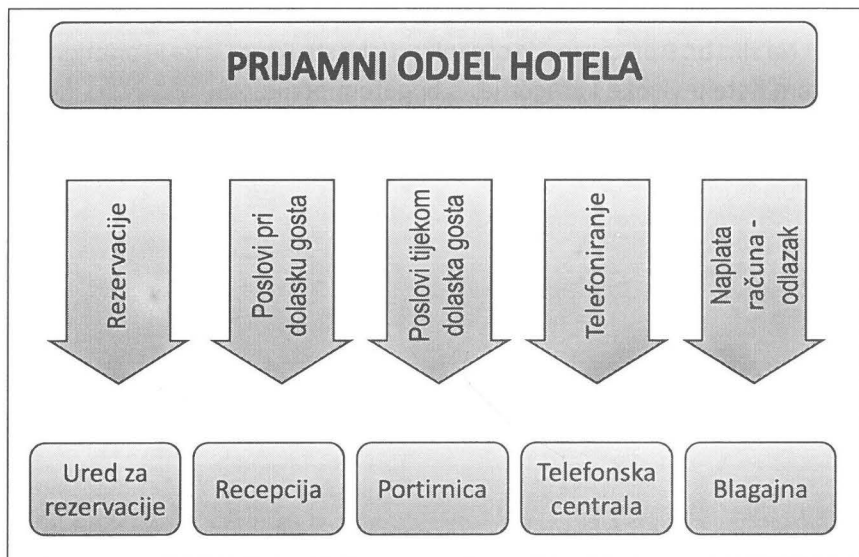 PRIJAMNI ODJEL HOTELA
Rezervacije
Poslovi pri
dolasku gosta
Poslovi tijekom
dolaska gosta
Telefoniranje
Naplata
računa -
odlazak
Ured za
rezervacije
Recepcija
Portirnica
Telefonska
centrala
Blagajna